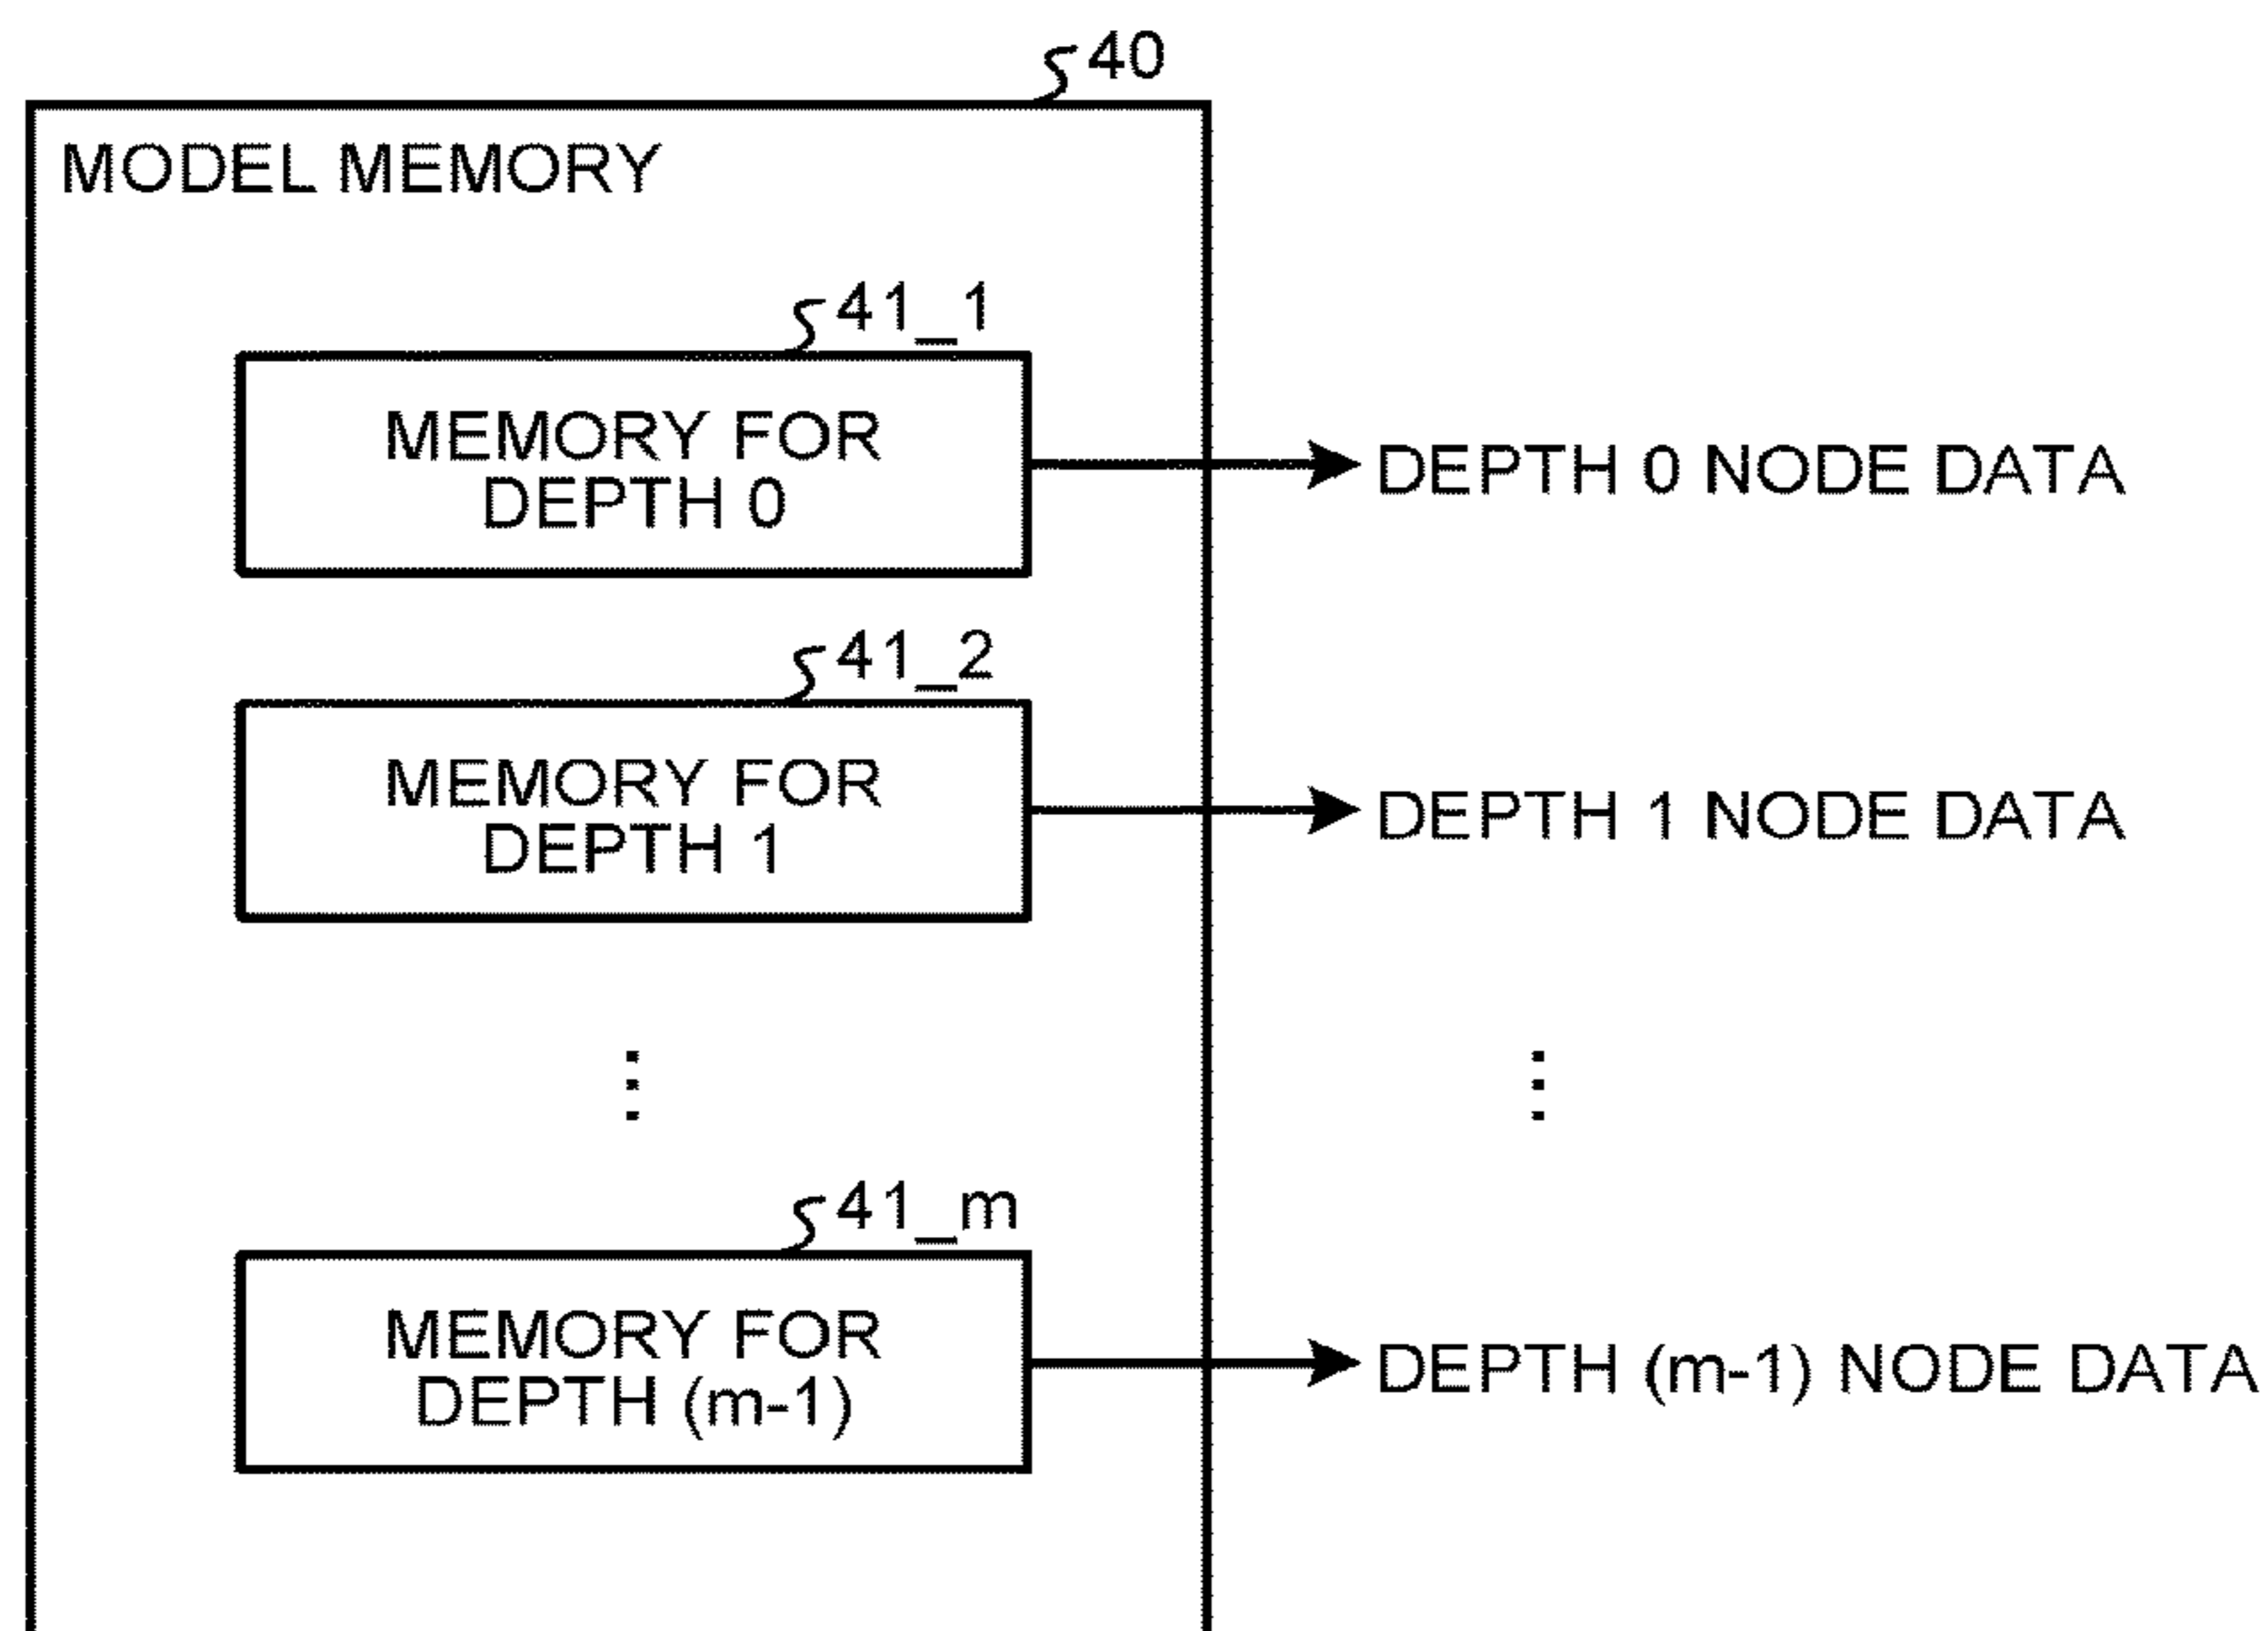 40
MODEL MEMORY
41_1
MEMORY FOR
DEPTH 0
DEPTH 0 NODE DATA
41_2
MEMORY FOR
DEPTH 1
DEPTH 1 NODE DATA
41_m
MEMORY FOR
DEPTH (m-1)
DEPTH (m-1) NODE DATA